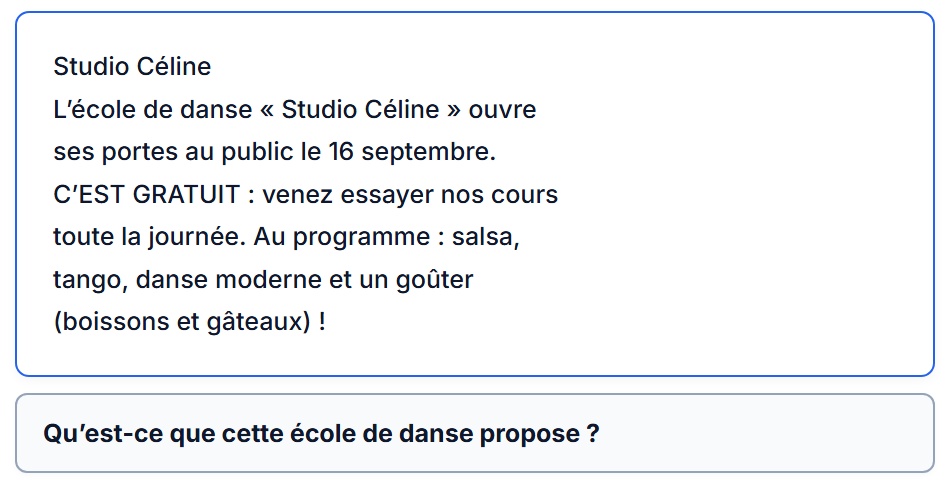 Studio Céline
L’école de danse « Studio Céline » ouvre
ses portes au public le 16 septembre.
C’EST GRATUIT : venez essayer nos cours
toute la journée. Au programme : salsa,
tango, danse moderne et un goûter
(boissons et gâteaux) !
Qu’est-ce que cette école de danse propose ?